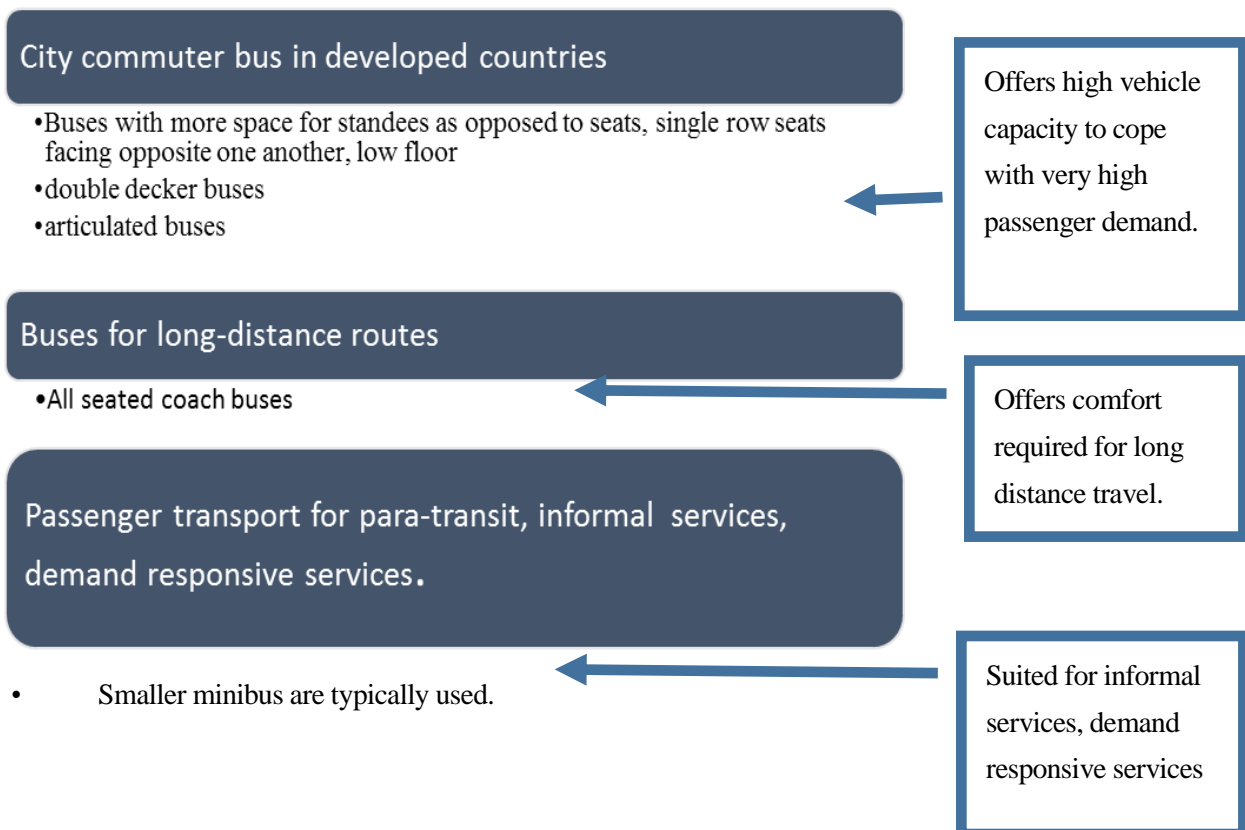 City commuter bus in developed countries
•Buses with more space for standees as opposed to seats, single row seats
facing opposite one another, low floor
•double decker buses
•articulated buses
Offers high vehicle
capacity to cope
with very high
passenger demand.
Buses for long-distance routes
•All seated coach buses
Offers comfort
required for long
distance travel.
Passenger transport for para-transit, informal services,
demand responsive services.
• Smaller minibus are typically used.
Suited for informal
services, demand
responsive services